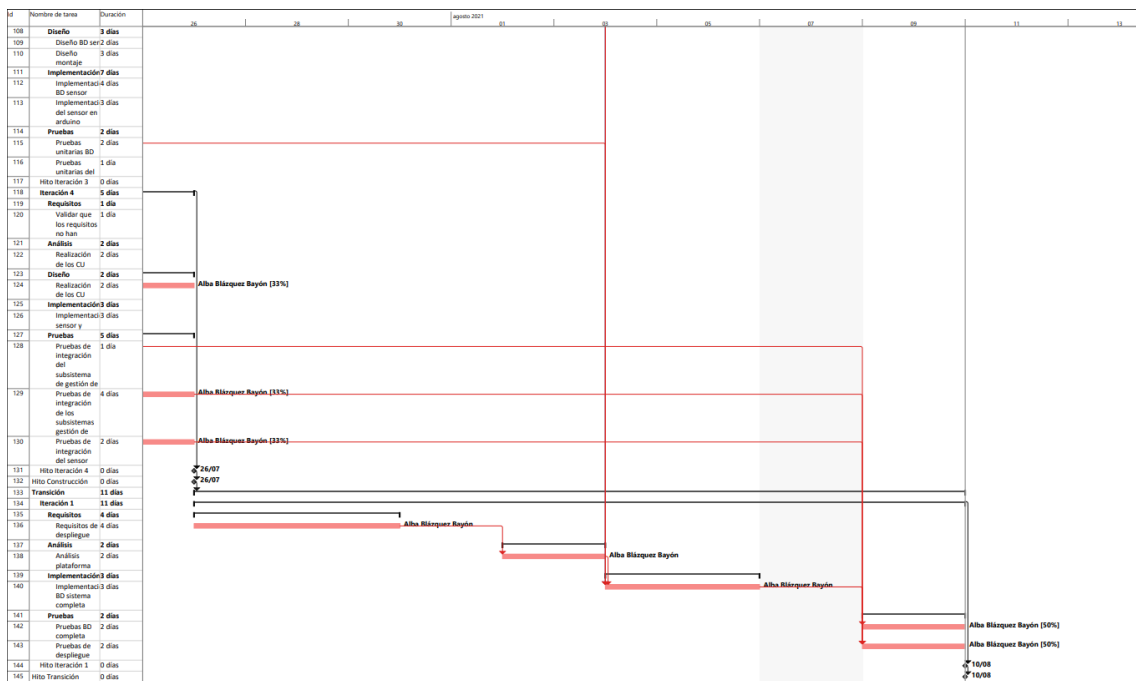 Id Nombre de tarea Duración
agosto 2021
26 28 30 01 03 05 07 09 11 13
108 Diseño 3 días
109 Diseño BD ser 2 días
110 Diseño 3 días
montaje
111 Implementación 7 días
112 Implementaci 4 días
BD sensor
113 Implementaci 3 días
del sensor en
arduino
114 Pruebas 2 días
115 Pruebas 2 días
unitarias BD
116 Pruebas 1 día
unitarias del
117 Hito Iteración 3 0 días
118 Iteración 4 5 días
119 Requisitos 1 día
120 Validar que 1 día
los requisitos
no han
121 Análisis 2 días
122 Realización 2 días
de los CU
123 Diseño 2 días
124 Realización 2 días Alba Blázquez Bayón [33%]
de los CU
125 Implementación 3 días
126 Implementaci 3 días
sensor y
127 Pruebas 5 días
128 Pruebas de 1 día
integración
del
subsistema
de gestión de
129 Pruebas de 4 días Alba Blázquez Bayón [33%]
integración
de los
subsistemas
gestión de
130 Pruebas de 2 días Alba Blázquez Bayón [33%]
integración
del sensor
131 Hito Iteración 4 0 días 26/07
132 Hito Construcción 0 días 26/07
133 Transición 11 días
134 Iteración 1 11 días
135 Requisitos 4 días
136 Requisitos de 4 días Alba Blázquez Bayón
despliegue
137 Análisis 2 días
138 Análisis 2 días Alba Blázquez Bayón
plataforma
139 Implementación 3 días
140 Implementaci 3 días Alba Blázquez Bayón
BD sistema
completa
141 Pruebas 2 días
142 Pruebas BD 2 días Alba Blázquez Bayón [50%]
completa
143 Pruebas de 2 días Alba Blázquez Bayón [50%]
despliegue
144 Hito Iteración 1 0 días 10/08
145 Hito Transición 0 días 10/08